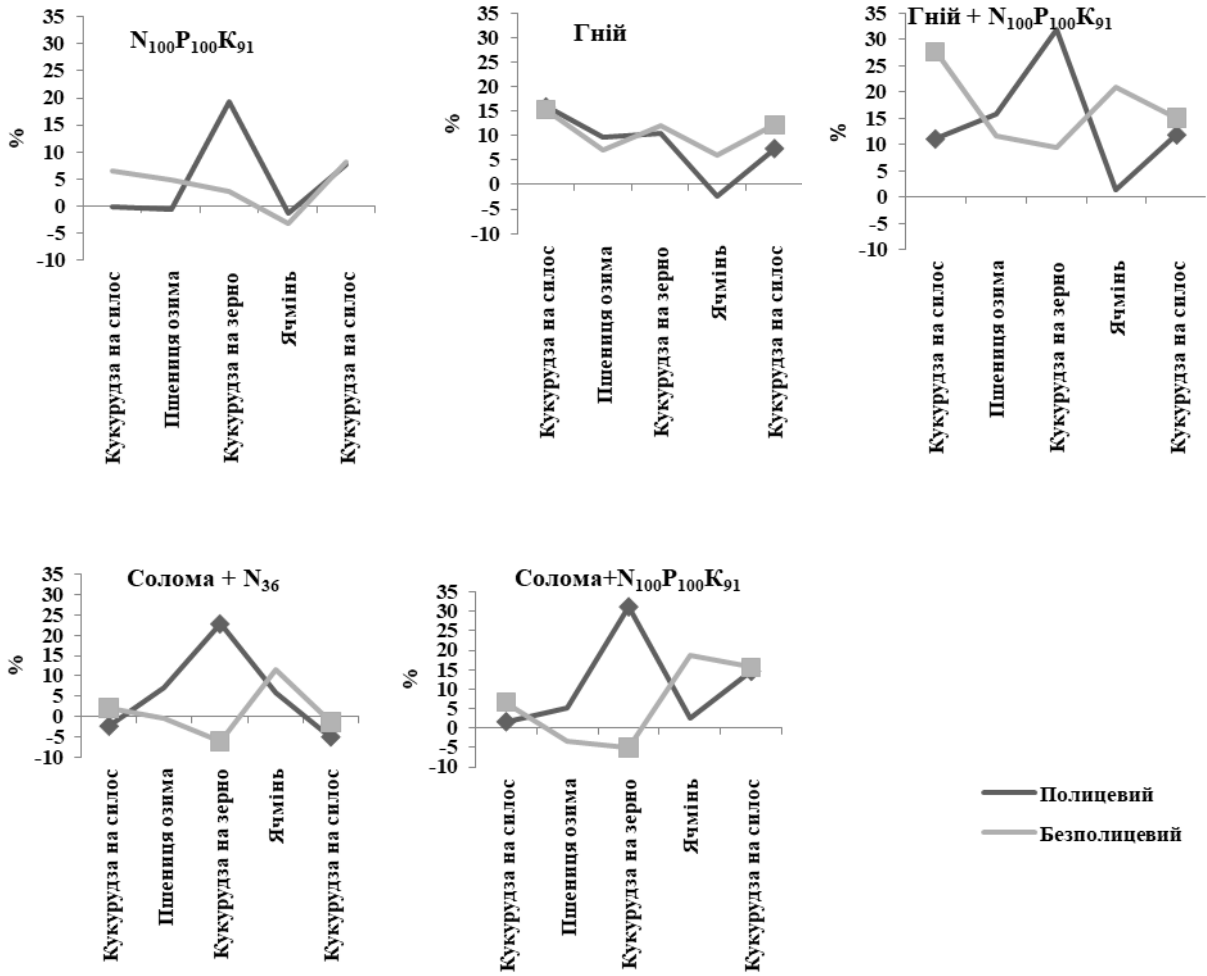 N₁₀₀P₁₀₀K₉₁
%
35
30
25
20
15
10
5
0
-5
-10
Кукурудза на силос
Пшениця озима
Кукурудза на зерно
Ячмінь
Кукурудза на силос
Гній
%
35
30
25
20
15
10
5
0
-5
-10
Кукурудза на силос
Пшениця озима
Кукурудза на зерно
Ячмінь
Кукурудза на силос
Гній + N₁₀₀P₁₀₀K₉₁
%
35
30
25
20
15
10
5
0
-5
-10
Кукурудза на силос
Пшениця озима
Кукурудза на зерно
Ячмінь
Кукурудза на силос
Солома + N₃₆
%
35
30
25
20
15
10
5
0
-5
-10
Кукурудза на силос
Пшениця озима
Кукурудза на зерно
Ячмінь
Кукурудза на силос
Солома+N₁₀₀P₁₀₀K₉₁
%
35
30
25
20
15
10
5
0
-5
-10
Кукурудза на силос
Пшениця озима
Кукурудза на зерно
Ячмінь
Кукурудза на силос
Полицевий
Безполицевий